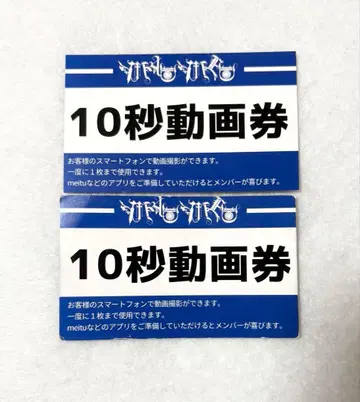 10秒動画券
お客様のスマートフォンで動画撮影ができます。
一度に1枚まで使用できます。
meituなどのアプリをご準備していただけるとメンバーが喜びます。
10秒動画券
お客様のスマートフォンで動画撮影ができます。
一度に1枚まで使用できます。
meituなどのアプリをご準備していただけるとメンバーが喜びます。